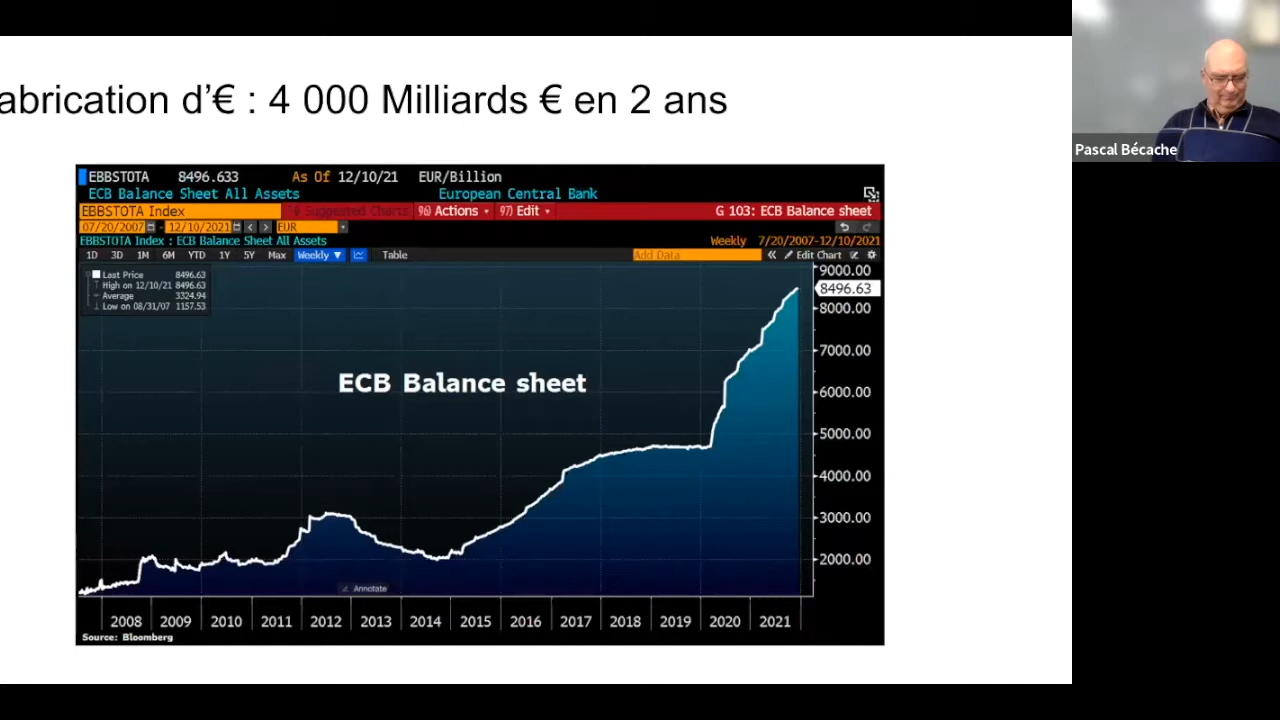 abrication d'€ : 4 000 Milliards € en 2 ans
Pascal Bécache
EBBSTOTA 8496.633 As Of 12/10/21 EUR/Billion
ECB Balance Sheet All Assets European Central Bank
EBBSTOTA Index Suggested Charts 96) Actions 97) Edit G 103: ECB Balance sheet
07/20/2007 - 12/10/2021 EUR
EBBSTOTA Index : ECB Balance Sheet All Assets Weekly 7/20/2007-12/10/2021
1D 3D 1M 6M YTD 1Y 5Y Max Weekly ▼ Table Add Data « Edit Chart
Last Price 8496.63
High on 12/10/21 8496.63
Average 3324.94
Low on 08/31/07 1157.53
9000.00
8496.63
8000.00
7000.00
ECB Balance sheet
6000.00
5000.00
4000.00
3000.00
2000.00
Annotate
2008 2009 2010 2011 2012 2013 2014 2015 2016 2017 2018 2019 2020 2021
Source: Bloomberg